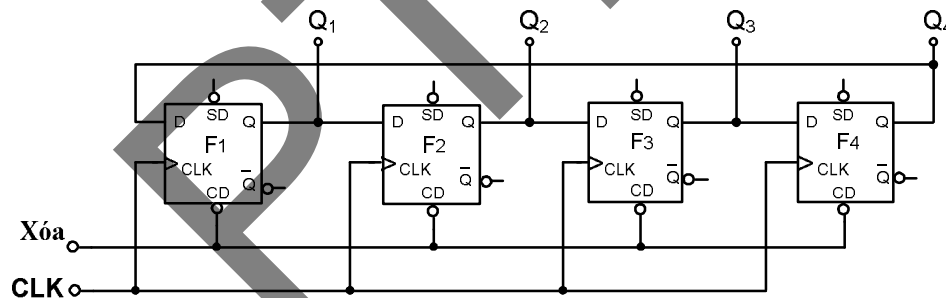 Q1 Q2 Q3 Q4
SD SD SD SD
D Q D Q D Q D Q
F1 F2 F3 F4
CLK CLK CLK CLK
Q̅ Q̅ Q̅ Q̅
CD CD CD CD
Xóa
CLK